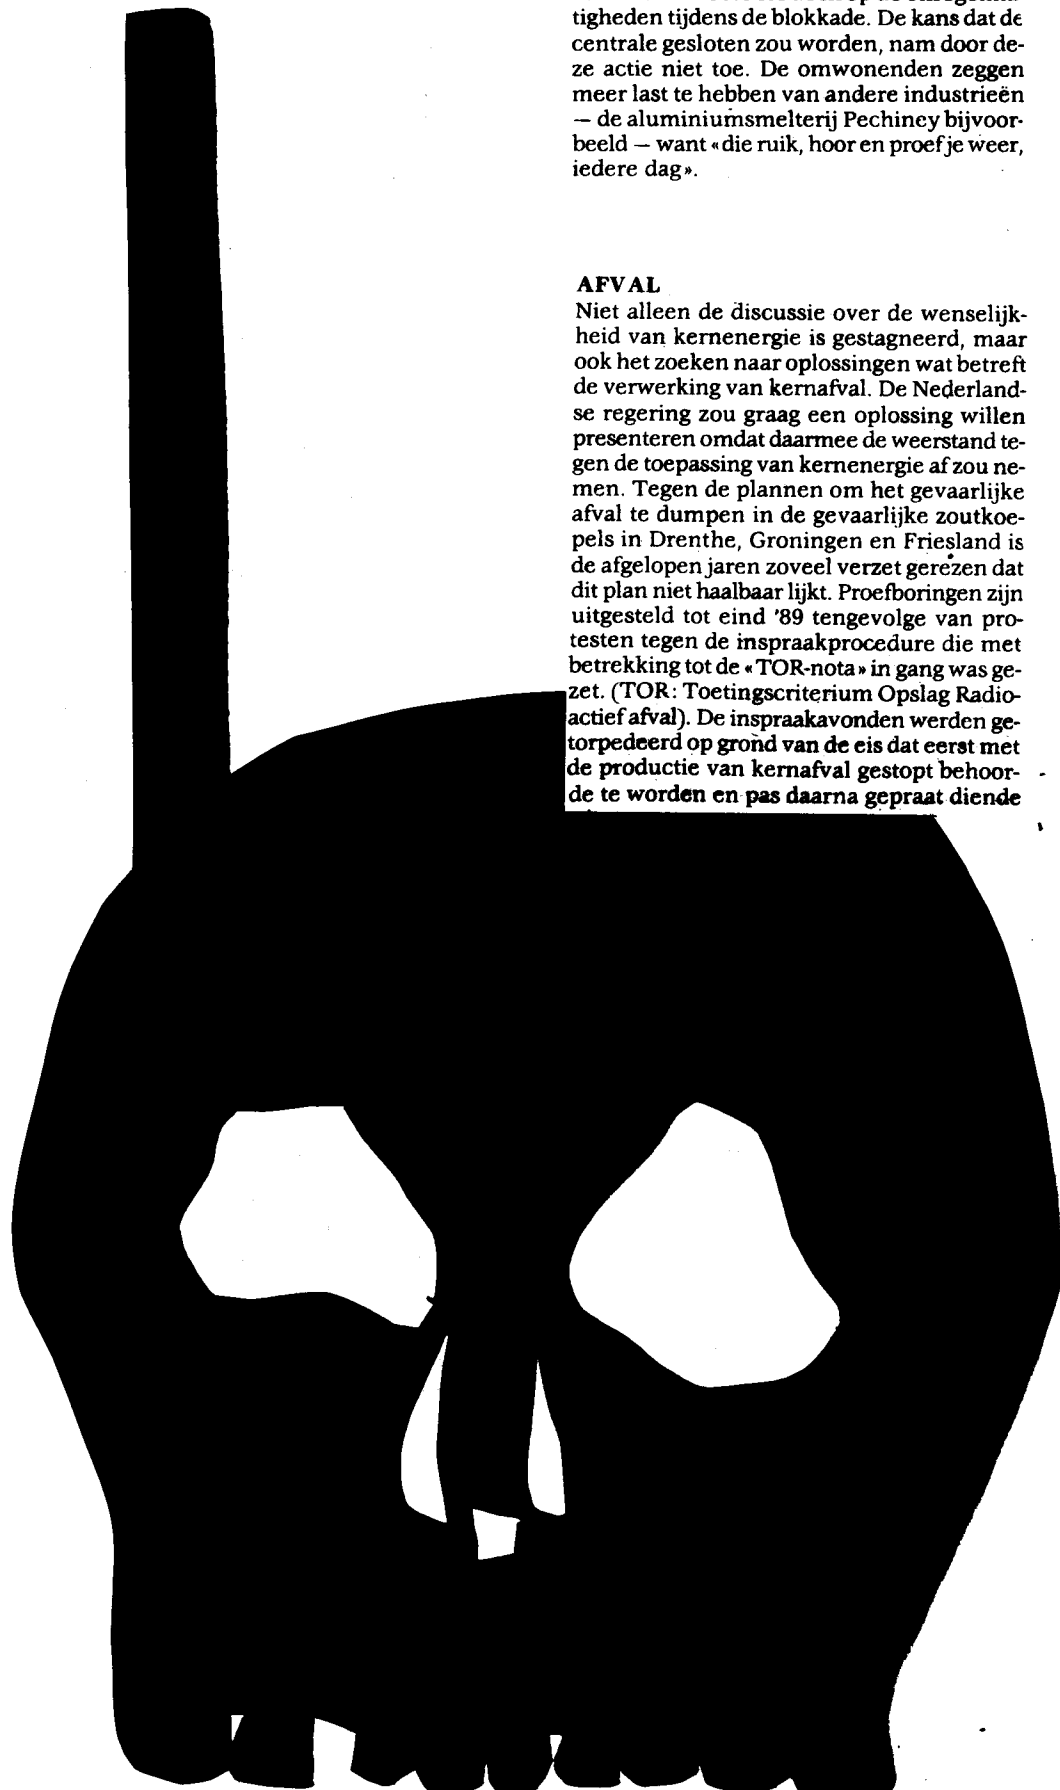 tigheden tijdens de blokkade. De kans dat de
centrale gesloten zou worden, nam door de-
ze actie niet toe. De omwonenden zeggen
meer last te hebben van andere industrieën
— de aluminiumsmelterij Pechiney bijvoor-
beeld — want «die ruik, hoor en proef je weer,
iedere dag».
AFVAL
Niet alleen de discussie over de wenselijk-
heid van kernenergie is gestagneerd, maar
ook het zoeken naar oplossingen wat betreft
de verwerking van kernafval. De Nederland-
se regering zou graag een oplossing willen
presenteren omdat daarmee de weerstand te-
gen de toepassing van kernenergie af zou ne-
men. Tegen de plannen om het gevaarlijke
afval te dumpen in de gevaarlijke zoutkoe-
pels in Drenthe, Groningen en Friesland is
de afgelopen jaren zoveel verzet gerezen dat
dit plan niet haalbaar lijkt. Proefboringen zijn
uitgesteld tot eind '89 tengevolge van pro-
testen tegen de inspraakprocedure die met
betrekking tot de «TOR-nota» in gang was ge-
zet. (TOR: Toetingscriterium Opslag Radio-
actief afval). De inspraakavonden werden ge-
torpedeerd op grond van de eis dat eerst met
de productie van kernafval gestopt behoor-
de te worden en pas daarna gepraat diende